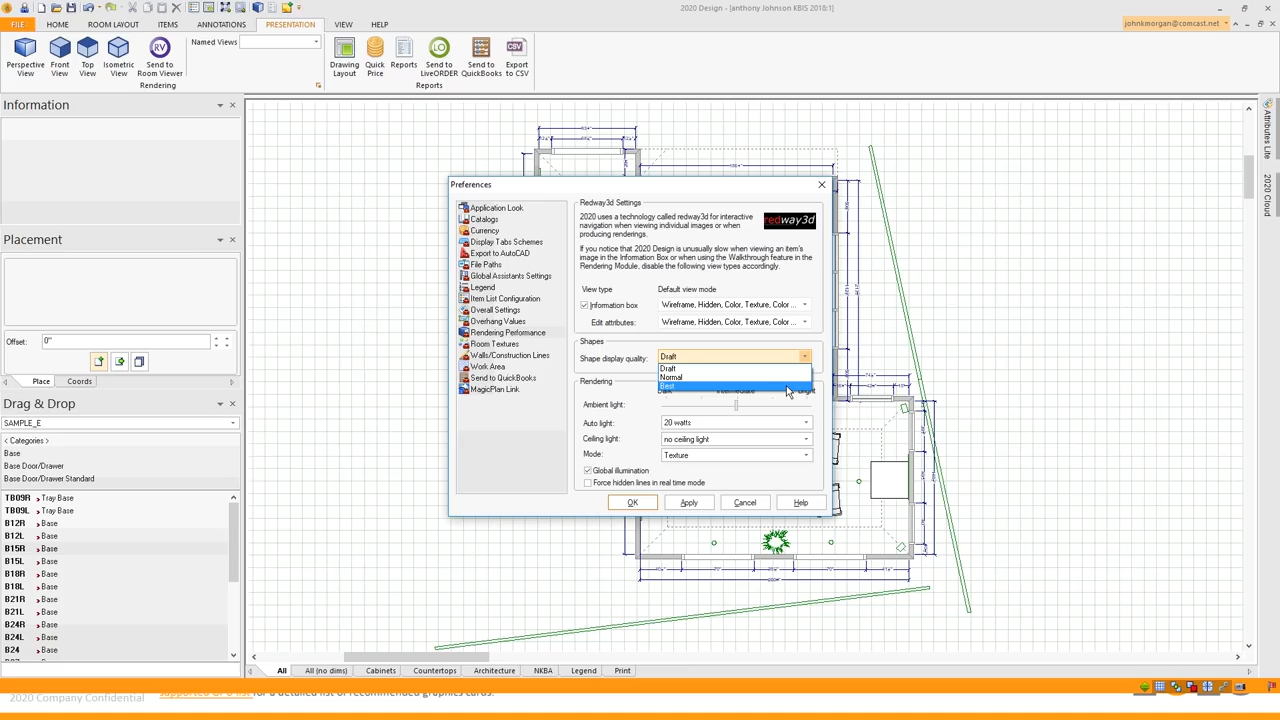 2020 Design - [anthony Johnson KBIS 2018:1]
FILE
HOME
ROOM LAYOUT
ITEMS
ANNOTATIONS
PRESENTATION
VIEW
HELP
johnkmorgan@comcast.net
Perspective View
Front View
Top View
Isometric View
Send to Room Viewer
Named Views
Drawing Layout
Quick Price
Reports
Send to LiveORDER
Send to QuickBooks
Export to CSV
Rendering
Reports
Information
Placement
Offset: 0"
Place
Coords
Drag & Drop
SAMPLE_E
< Categories >
Base
Base Door/Drawer
Base Door/Drawer Standard
TB09R Tray Base
TB09L Tray Base
B12R Base
B12L Base
B15R Base
B15L Base
B18R Base
B18L Base
B21R Base
B21L Base
B24R Base
B24L Base
B24 Base
Preferences
Application Look
Catalogs
Currency
Display Tabs Schemes
Export to AutoCAD
File Paths
Global Assistants Settings
Legend
Item List Configuration
Overall Settings
Overhang Values
Rendering Performance
Room Textures
Walls/Construction Lines
Work Area
Send to QuickBooks
MagicPlan Link
Redway3d Settings
2020 uses a technology called redway3d for interactive
navigation when viewing individual images or when
producing renderings.
redway3d
If you notice that 2020 Design is unusually slow when viewing an item's
image in the Information Box or when using the Walkthrough feature in the
Rendering Module, disable the following view types accordingly.
View type
Default view mode
Information box
Wireframe, Hidden, Color, Texture, Color ...
Edit attributes:
Wireframe, Hidden, Color, Texture, Color ...
Shapes
Shape display quality:
Draft
Draft
Normal
Best
Rendering
Ambient light:
Auto light:
20 watts
Ceiling light:
no ceiling light
Mode:
Texture
Global illumination
Force hidden lines in real time mode
OK
Apply
Cancel
Help
Attributes Lite
2020 Cloud
All
All (no dims)
Cabinets
Countertops
Architecture
NKBA
Legend
Print
2020 Company Confidential
supported GPU list for a detailed list of recommended graphics cards.